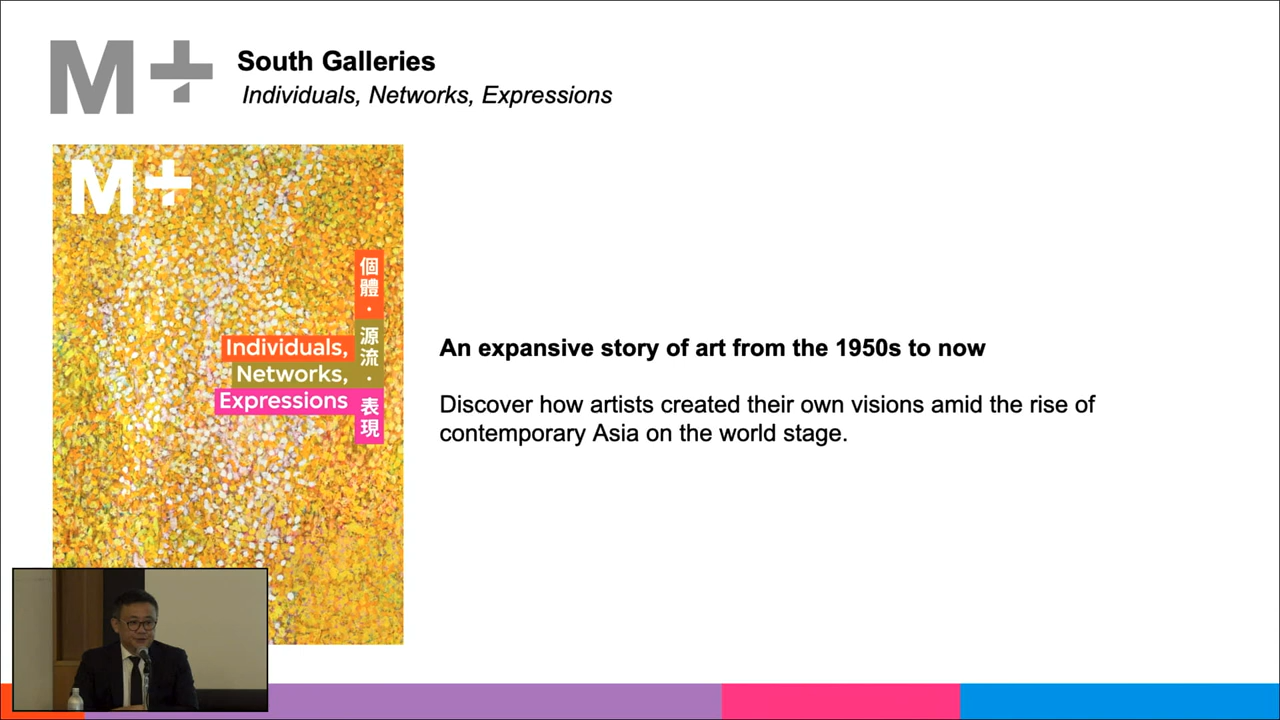 M+
South Galleries
Individuals, Networks, Expressions
M+
個體・源流・表現
Individuals,
Networks,
Expressions
An expansive story of art from the 1950s to now
Discover how artists created their own visions amid the rise of
contemporary Asia on the world stage.